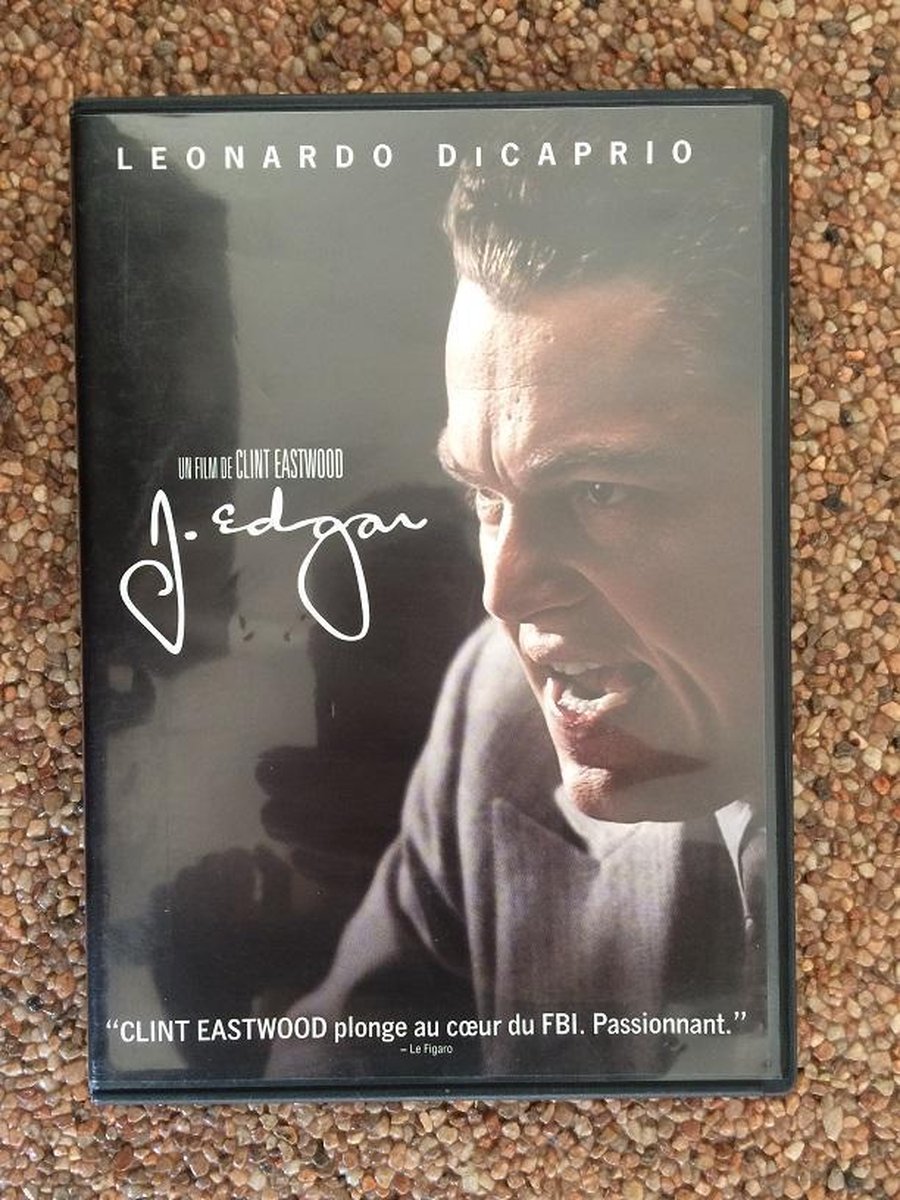 LEONARDO DiCAPRIO
UN FILM DE CLINT EASTWOOD
J. Edgar
“CLINT EASTWOOD plonge au cœur du FBI. Passionnant.”
– Le Figaro